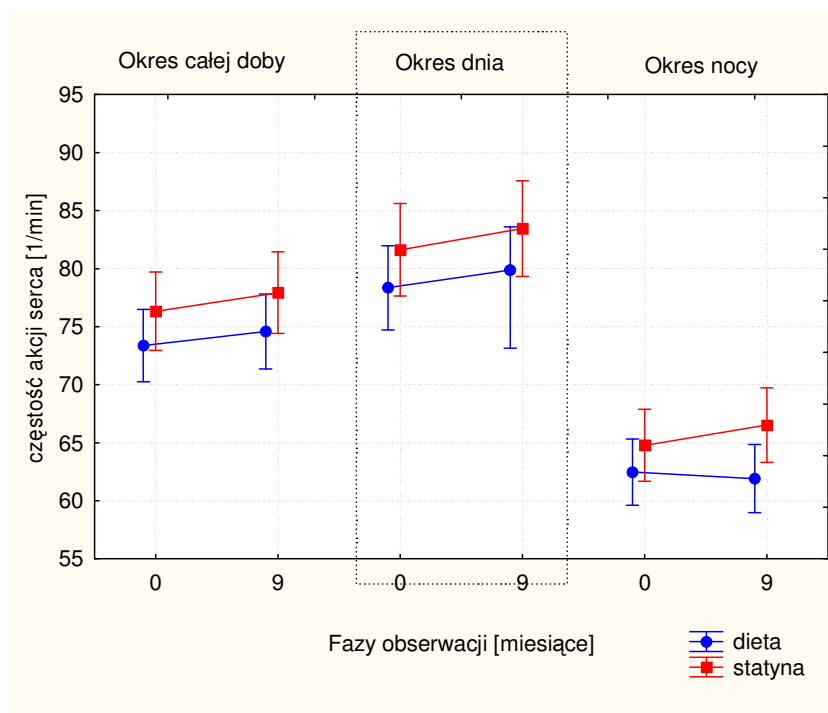 Okres całej doby
Okres dnia
Okres nocy
częstość akcji serca [1/min]
95
90
85
80
75
70
65
60
55
0 9 0 9 0 9
Fazy obserwacji [miesiące]
dieta
statyna